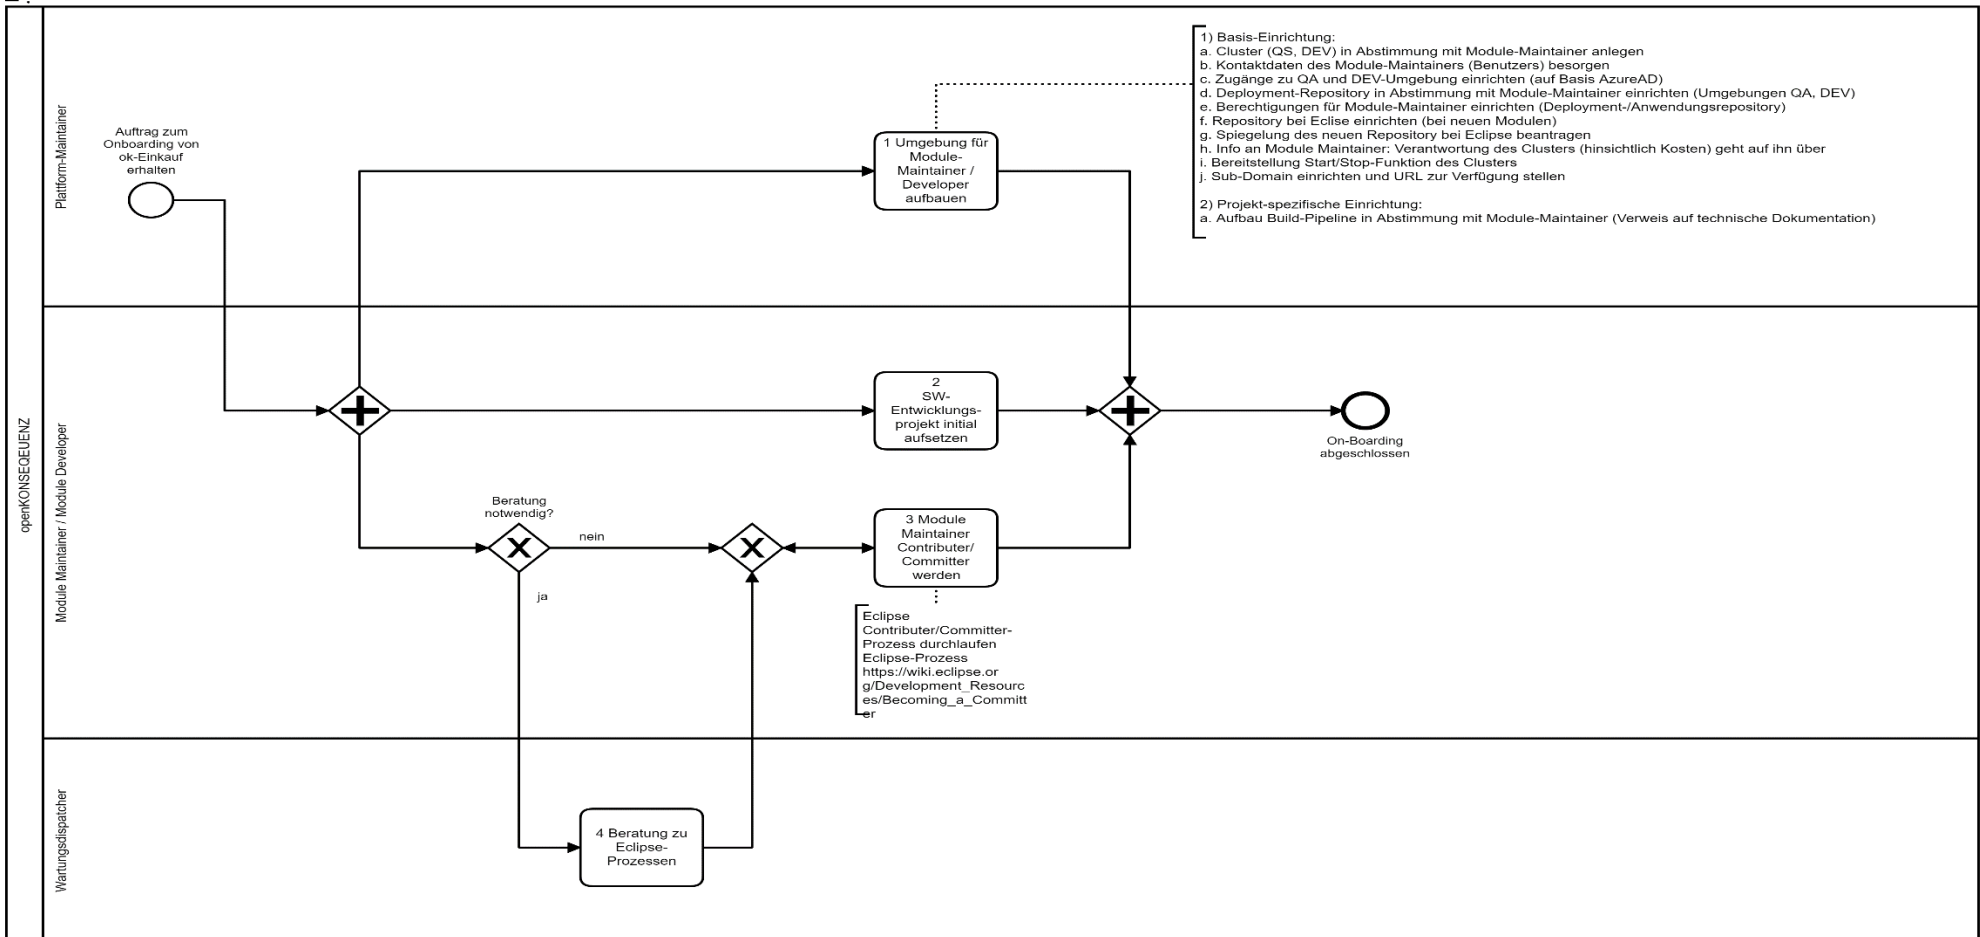 openKONSEQEUENZ
Plattform-Maintainer
Auftrag zum
Onboarding von
ok-Einkauf
erhalten
1 Umgebung für
Module-
Maintainer /
Developer
aufbauen
1) Basis-Einrichtung:
a. Cluster (QS, DEV) in Abstimmung mit Module-Maintainer anlegen
b. Kontaktdaten des Module-Maintainers (Benutzers) besorgen
c. Zugänge zu QA und DEV-Umgebung einrichten (auf Basis AzureAD)
d. Deployment-Repository in Abstimmung mit Module-Maintainer einrichten (Umgebungen QA, DEV)
e. Berechtigungen für Module-Maintainer einrichten (Deployment-/Anwendungsrepository)
f. Repository bei Eclise einrichten (bei neuen Modulen)
g. Spiegelung des neuen Repository bei Eclipse beantragen
h. Info an Module Maintainer: Verantwortung des Clusters (hinsichtlich Kosten) geht auf ihn über
i. Bereitstellung Start/Stop-Funktion des Clusters
j. Sub-Domain einrichten und URL zur Verfügung stellen
2) Projekt-spezifische Einrichtung:
a. Aufbau Build-Pipeline in Abstimmung mit Module-Maintainer (Verweis auf technische Dokumentation)
Module Maintainer / Module Developer
2
SW-
Entwicklungs-
projekt initial
aufsetzen
On-Boarding
abgeschlossen
Beratung
notwendig?
nein
ja
3 Module
Maintainer
Contributer/
Committer
werden
Eclipse
Contributer/Committer-
Prozess durchlaufen
Eclipse-Prozess
https://wiki.eclipse.or
g/Development_Resourc
es/Becoming_a_Committ
er
Wartungsdispatcher
4 Beratung zu
Eclipse-
Prozessen